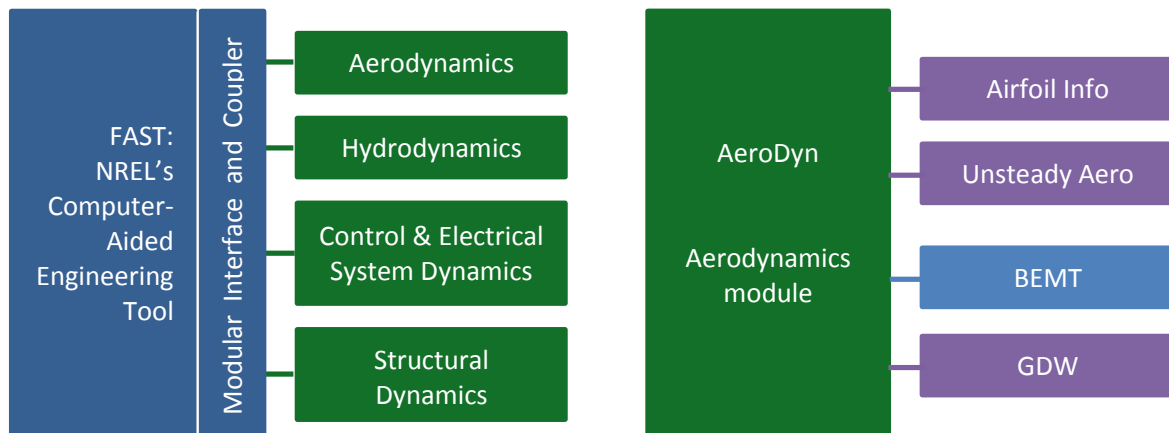 FAST:
NREL's
Computer-
Aided
Engineering
Tool
Modular Interface and Coupler
Aerodynamics
Hydrodynamics
Control & Electrical
System Dynamics
Structural
Dynamics
AeroDyn
Aerodynamics
module
Airfoil Info
Unsteady Aero
BEMT
GDW